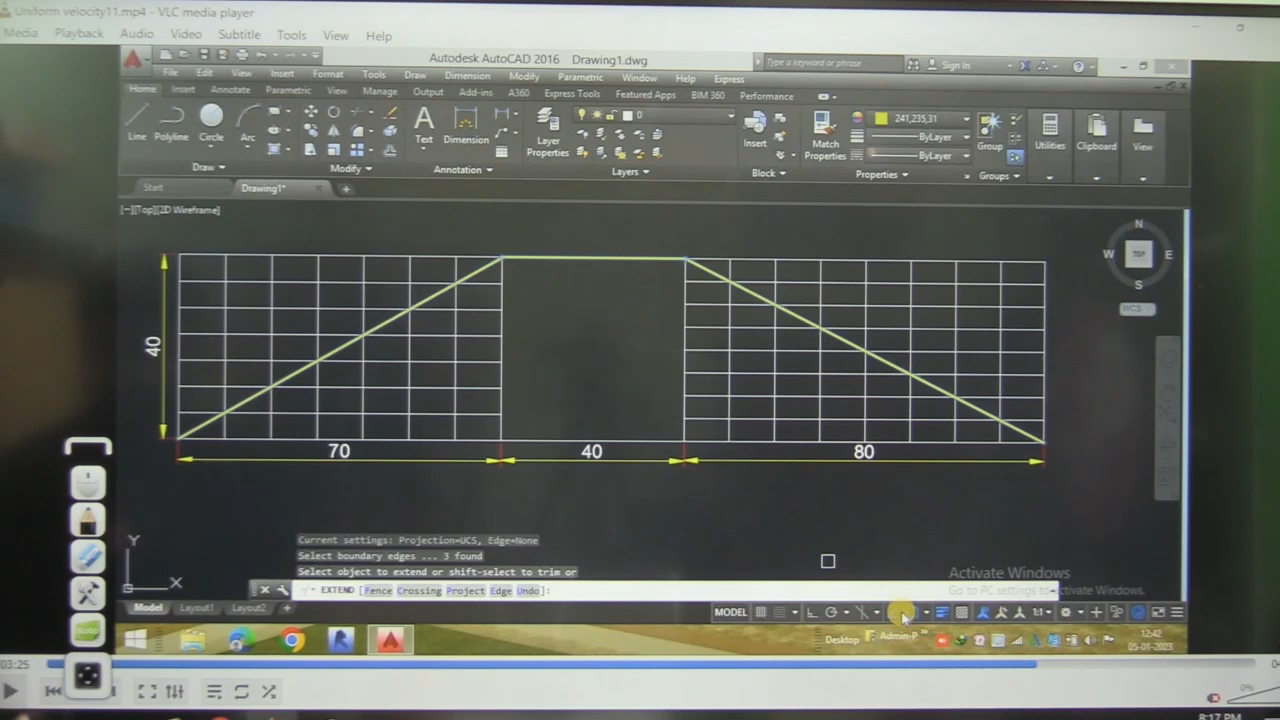 Uniform velocity11.mp4 - VLC media player
Media Playback Audio Video Subtitle Tools View Help
Autodesk AutoCAD 2016 Drawing1.dwg
Type a keyword or phrase
Sign In
File Edit View Insert Format Tools Draw Dimension Modify Parametric Window Help Express
Home Insert Annotate Parametric View Manage Output Add-ins A360 Express Tools Featured Apps BIM 360 Performance
Line Polyline Circle Arc
Text Dimension
Layer Properties
0
Insert
Match Properties
241,235,31
ByLayer
ByLayer
Group
Utilities Clipboard View
Draw Modify Annotation Layers Block Properties Groups
Start Drawing1* +
[-][Top][2D Wireframe]
N
W TOP E
S
WCS
40
70 40 80
Y
X
Current settings: Projection=UCS, Edge=None
Select boundary edges ... 3 found
Select object to extend or shift-select to trim or
EXTEND [Fence Crossing Project Edge Undo]:
Activate Windows
Go to PC settings to activate Windows.
Model Layout1 Layout2 +
MODEL
1:1
Desktop Admin-P
12:42
05-01-2023
03:25
0%
8:17 PM